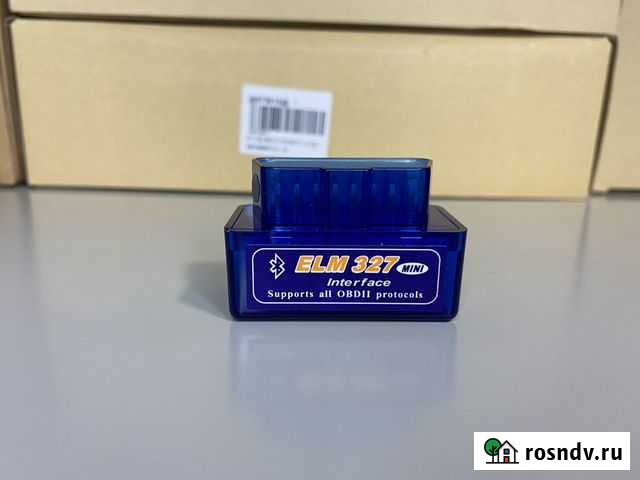 ELM 327 MINI
Interface
Supports all OBDII protocols
rosndv.ru